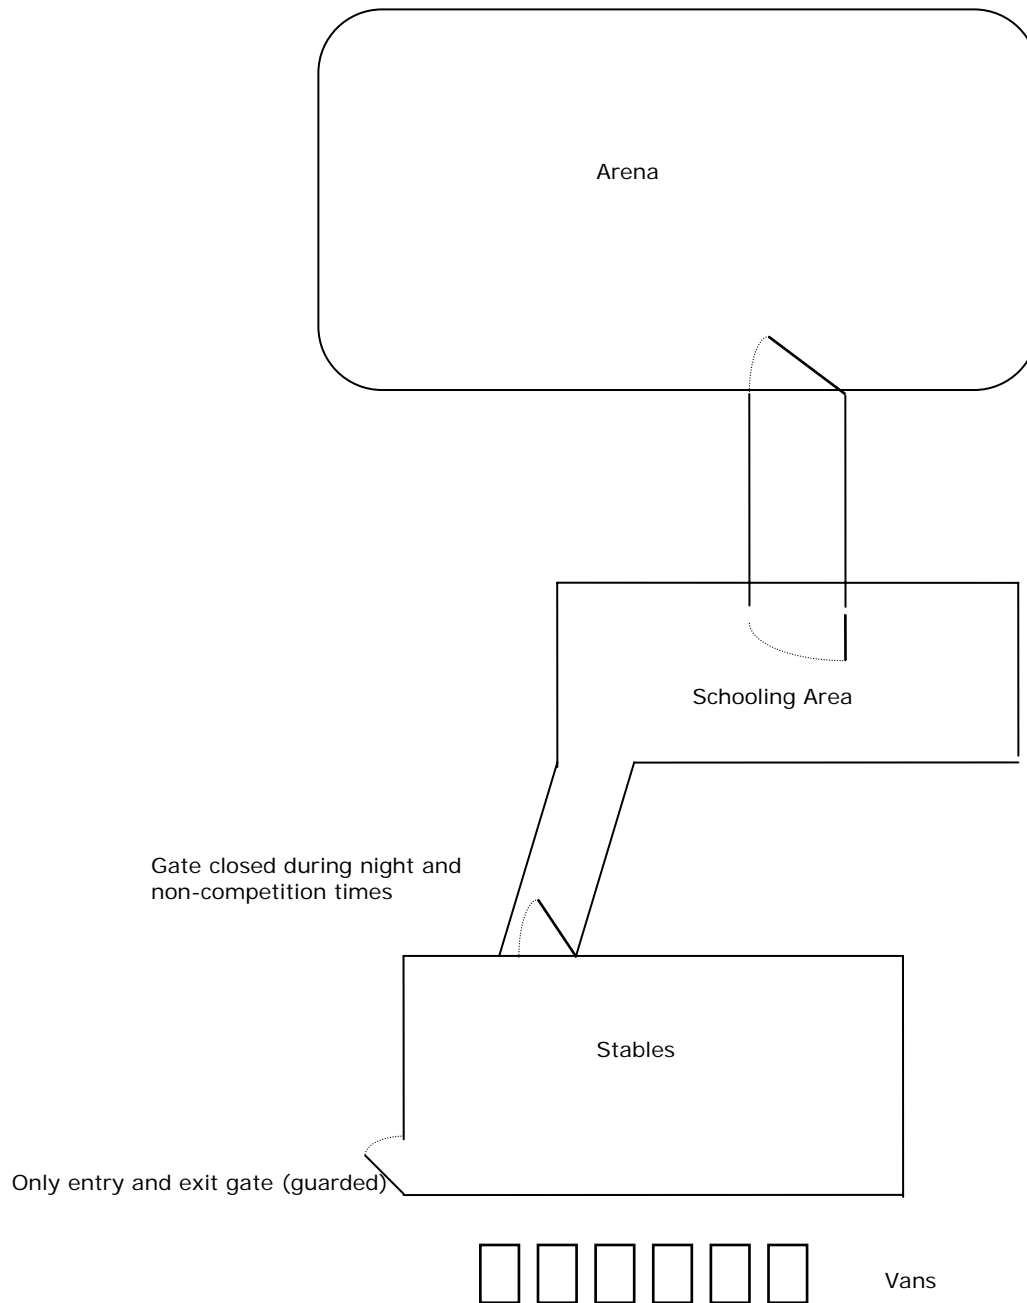 Arena
Schooling Area
Gate closed during night and
non-competition times
Stables
Only entry and exit gate (guarded)
Vans